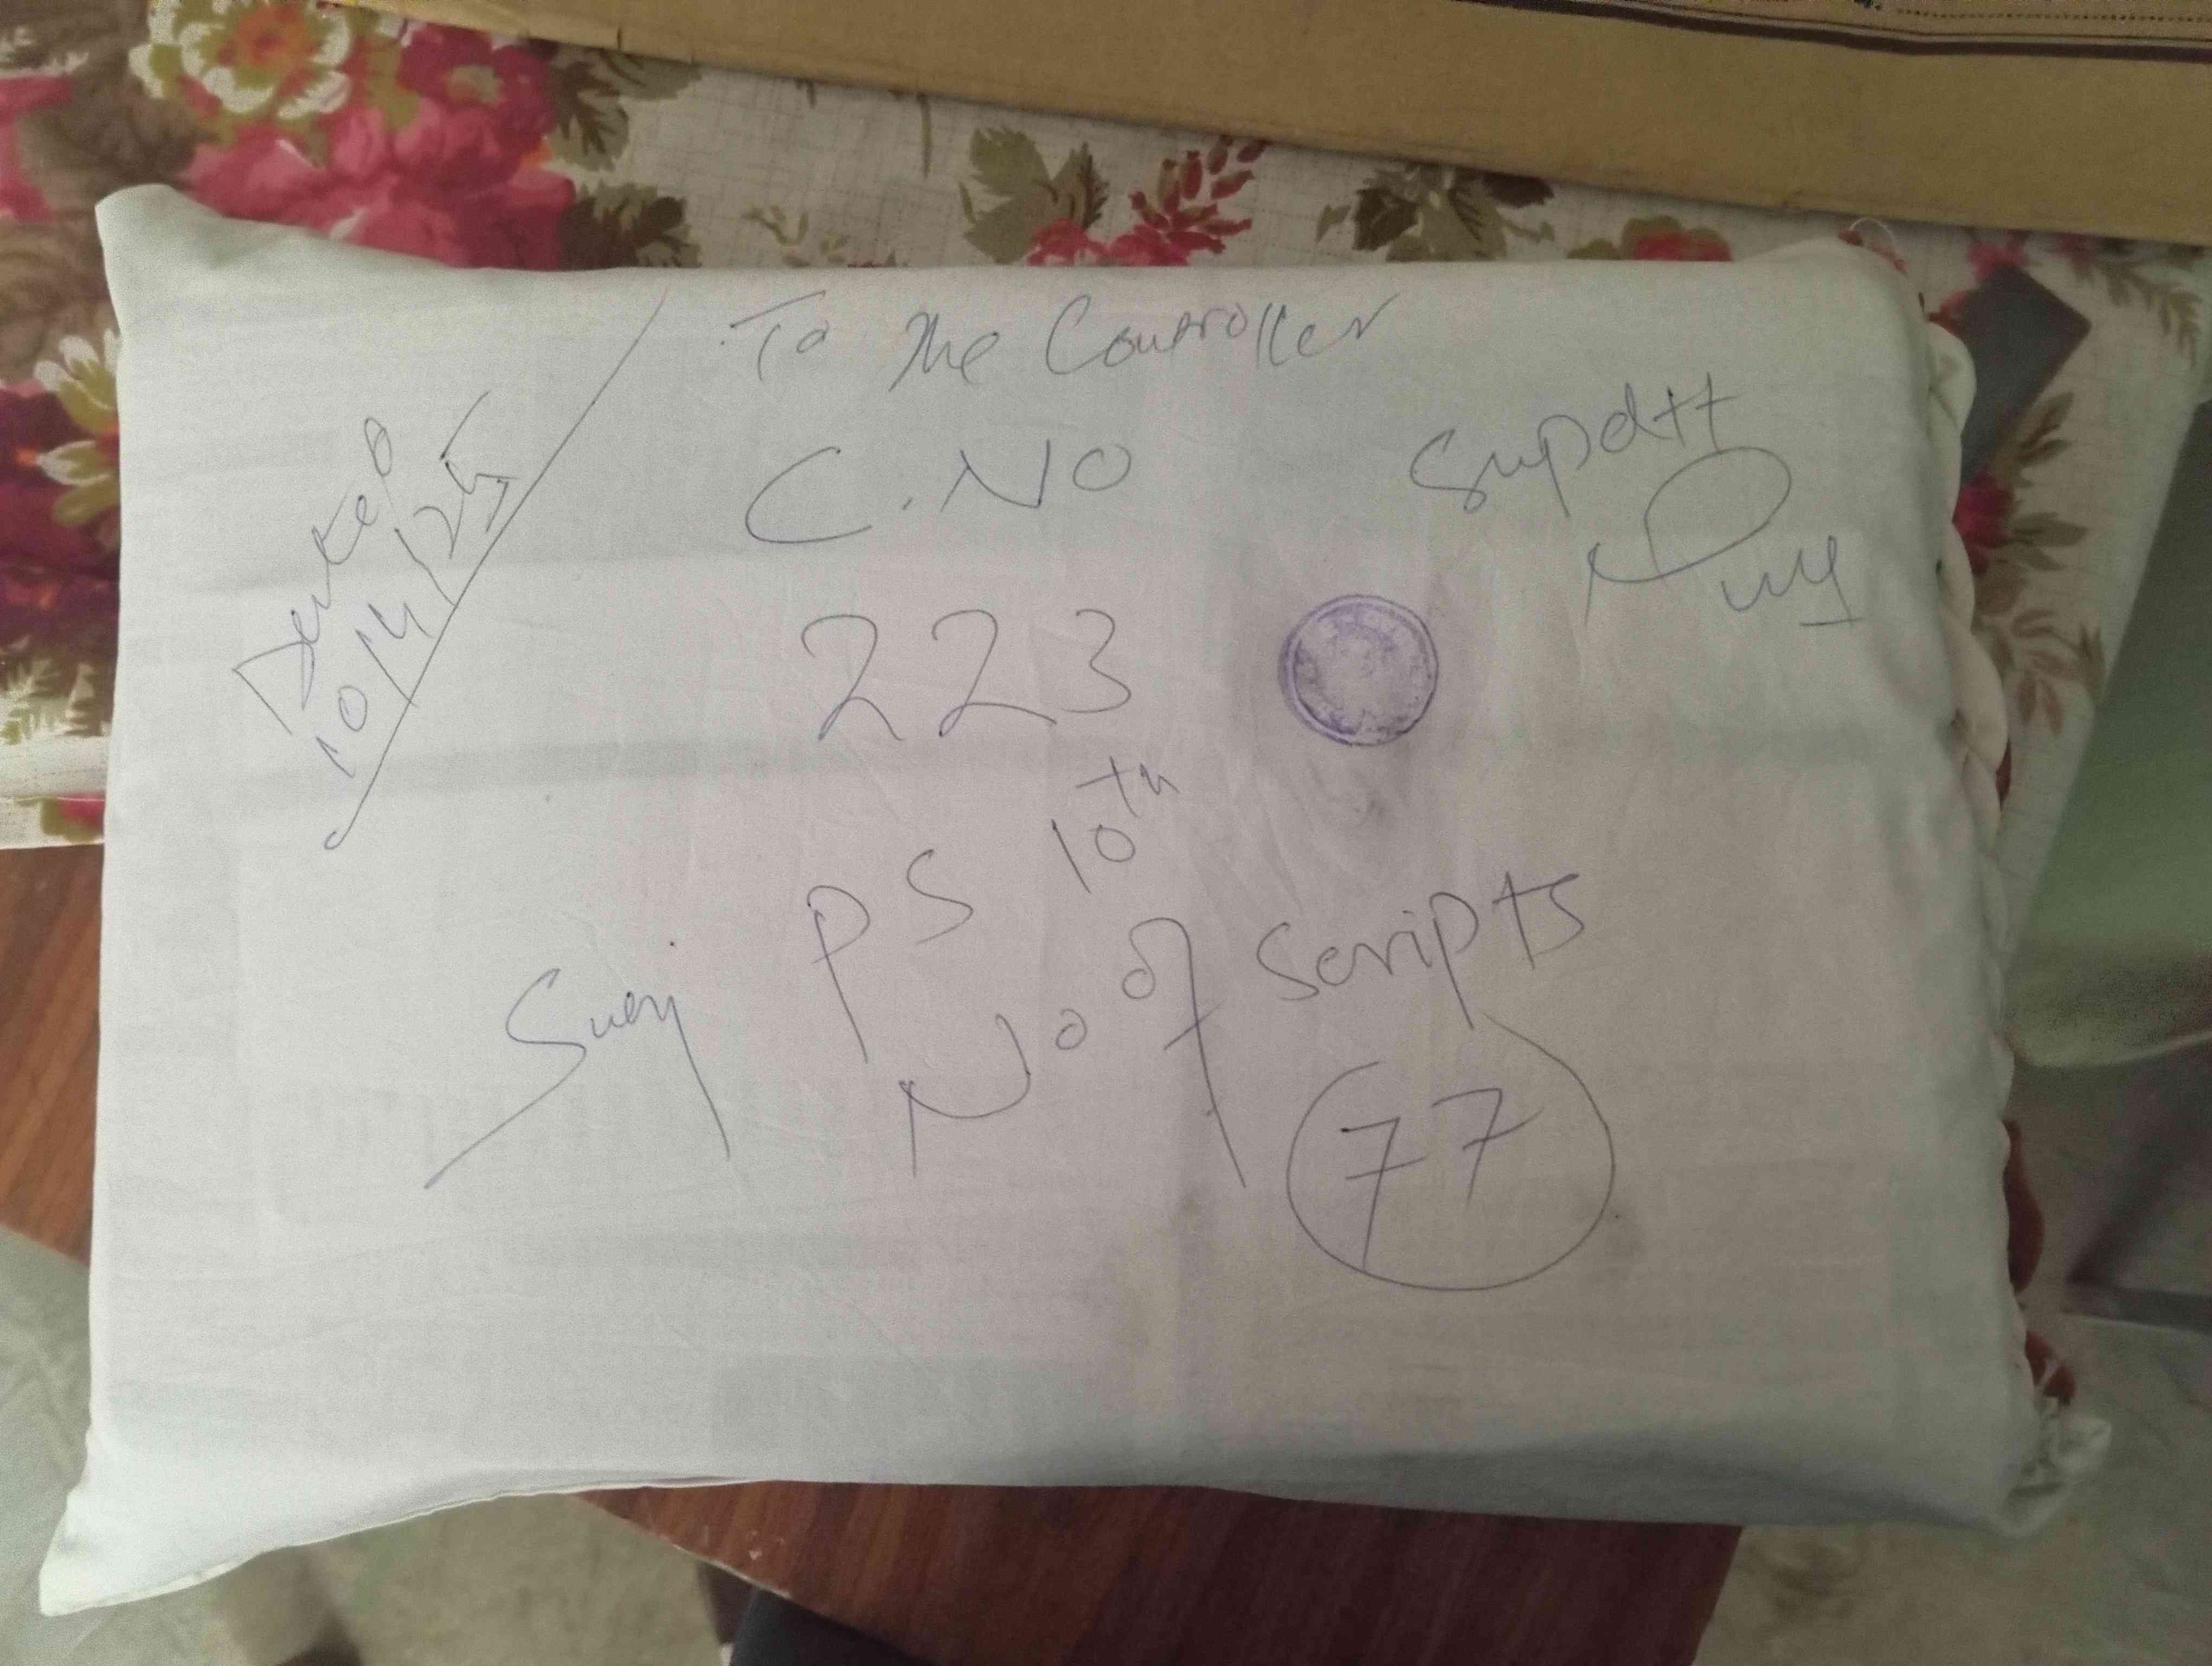 To the Controller
Dated
10/4/25
C.NO
Supdtt
223
PS 10th
No of Scripts
77